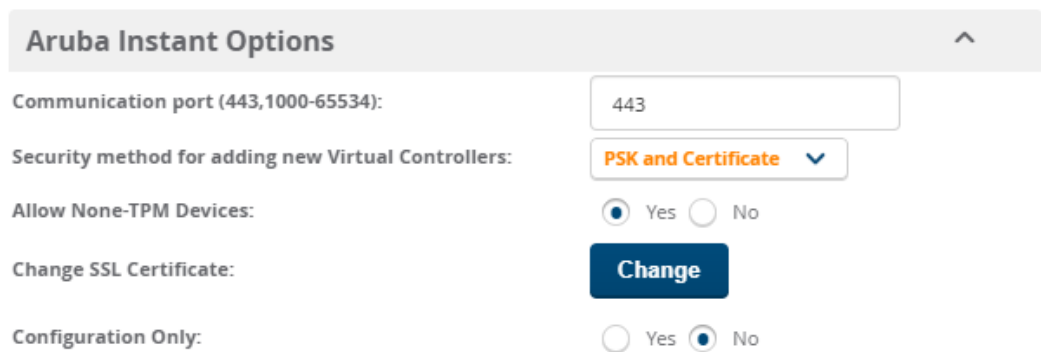 Aruba Instant Options
Communication port (443,1000-65534): 443
Security method for adding new Virtual Controllers: PSK and Certificate
Allow None-TPM Devices: Yes No
Change SSL Certificate: Change
Configuration Only: Yes No